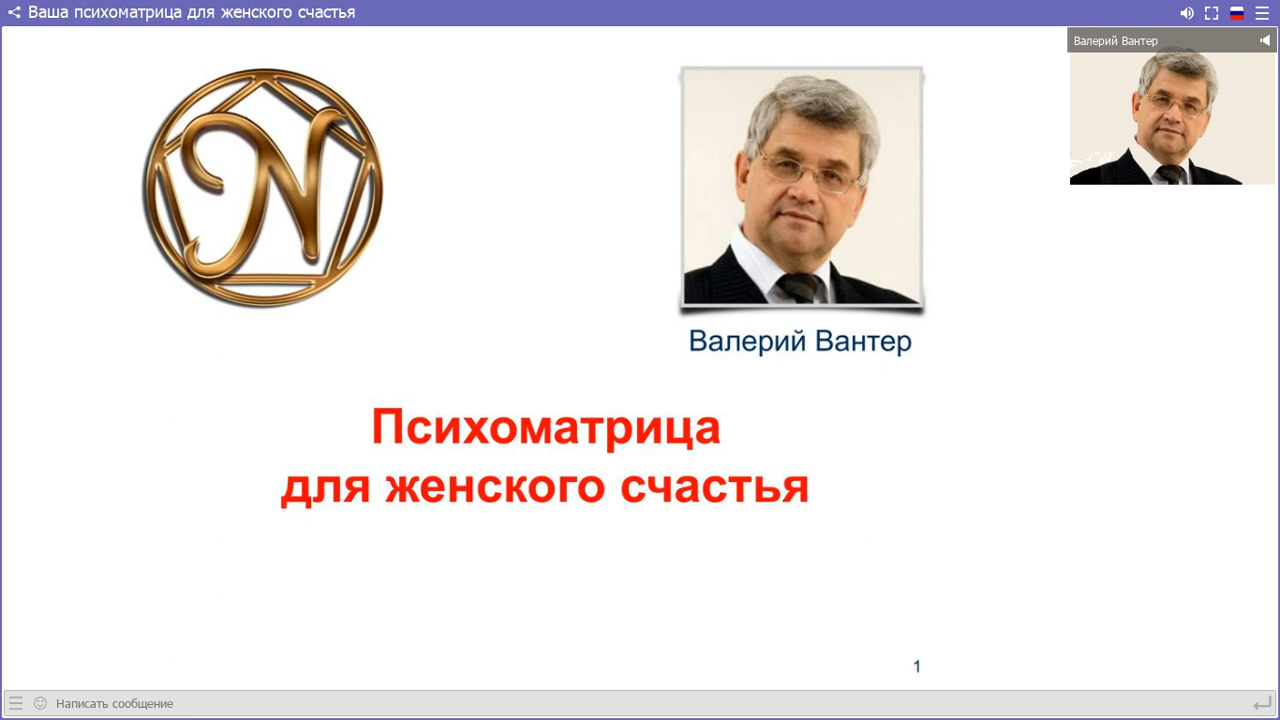 Ваша психоматрица для женского счастья
Валерий Вантер
N
Валерий Вантер
Психоматрица
для женского счастья
1
Написать сообщение